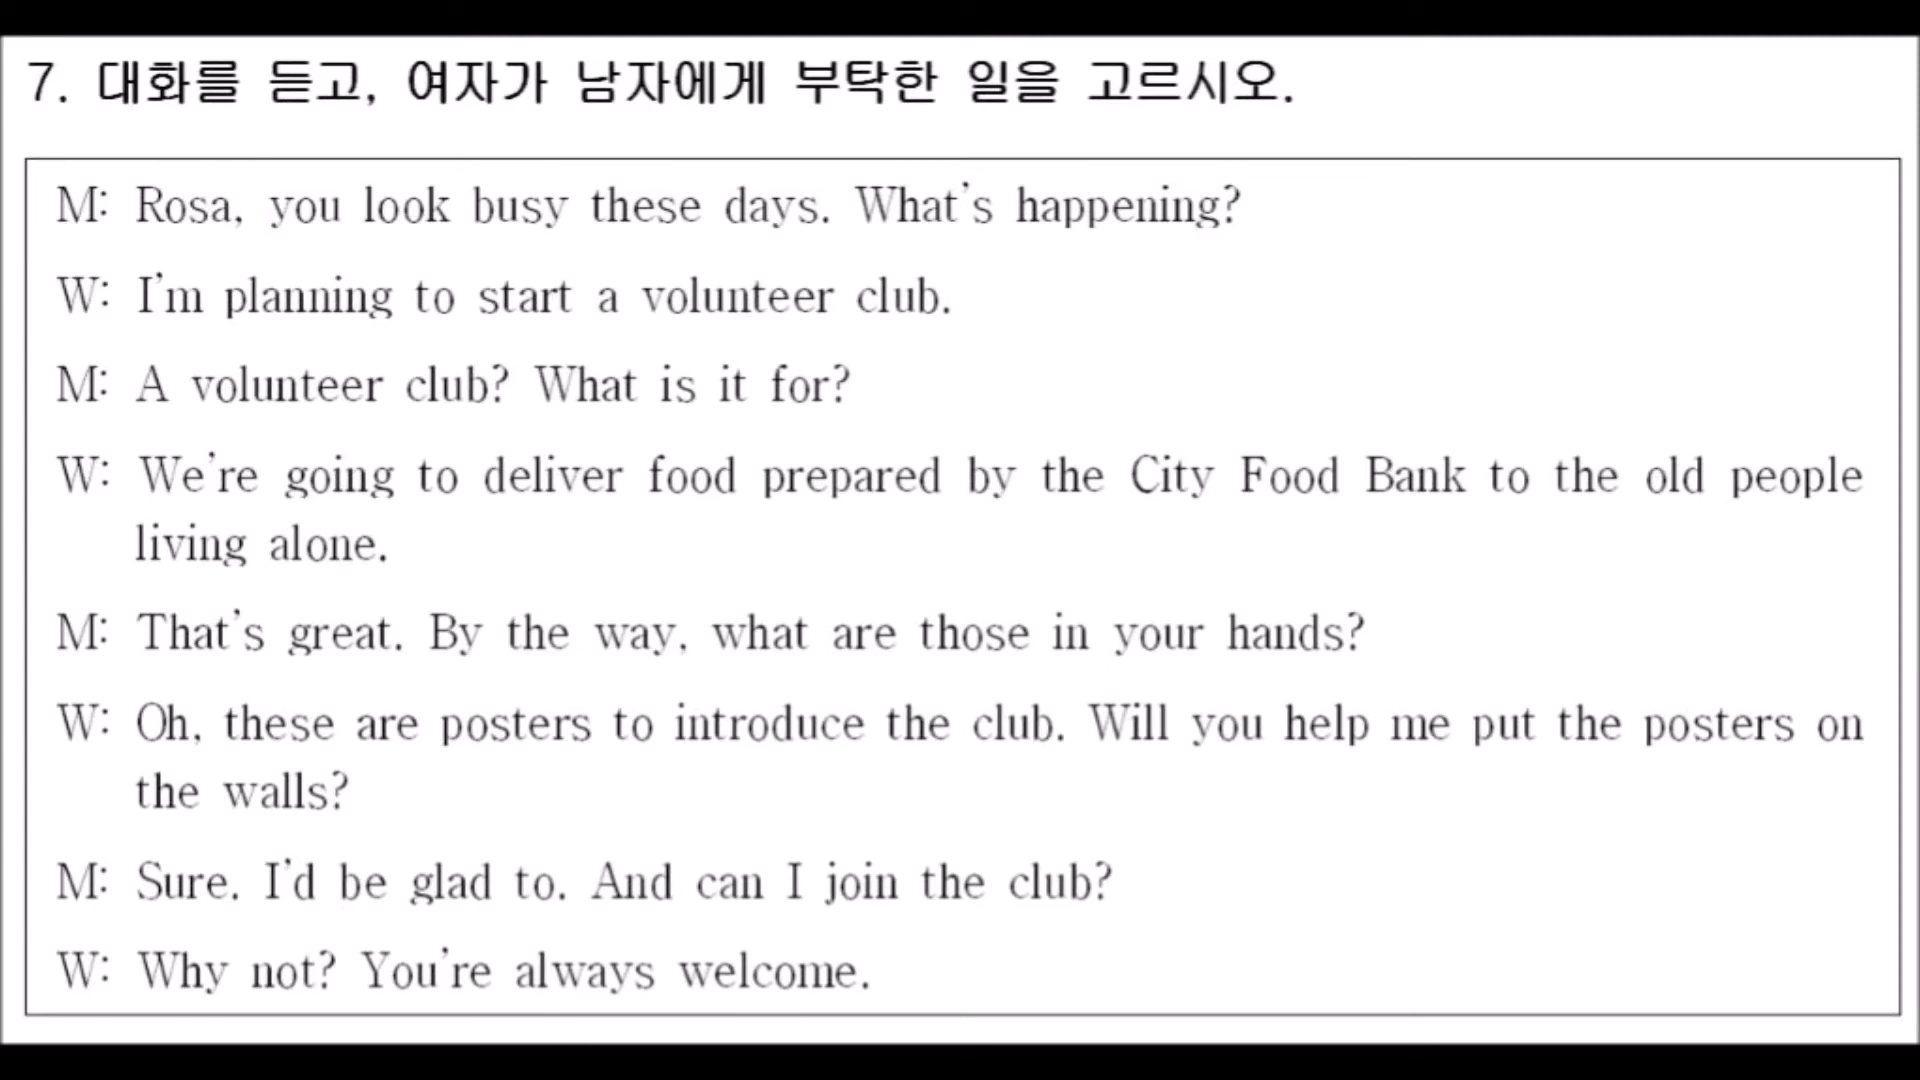 7. 대화를 듣고, 여자가 남자에게 부탁한 일을 고르시오.
M: Rosa, you look busy these days. What's happening?
W: I'm planning to start a volunteer club.
M: A volunteer club? What is it for?
W: We're going to deliver food prepared by the City Food Bank to the old people
living alone.
M: That's great. By the way, what are those in your hands?
W: Oh, these are posters to introduce the club. Will you help me put the posters on
the walls?
M: Sure. I'd be glad to. And can I join the club?
W: Why not? You're always welcome.